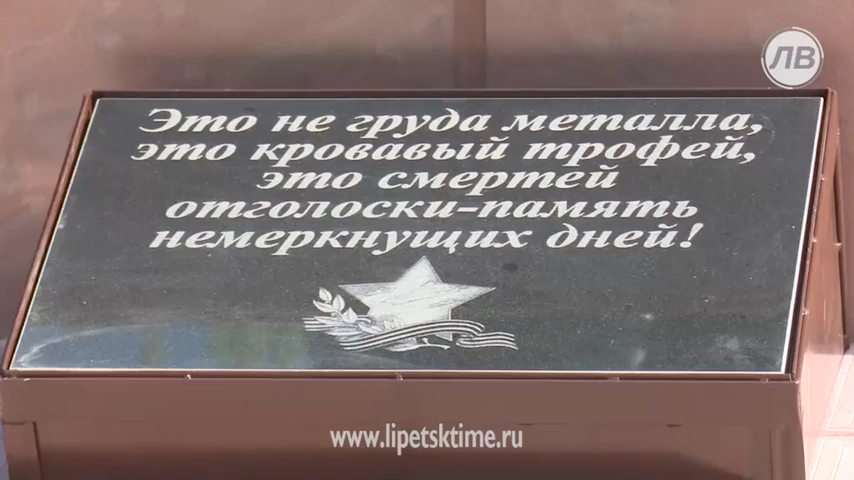 ЛВ
Это не груда металла,
это кровавый трофей,
это смертей
отголоски-память
немеркнущих дней!
www.lipetsktime.ru